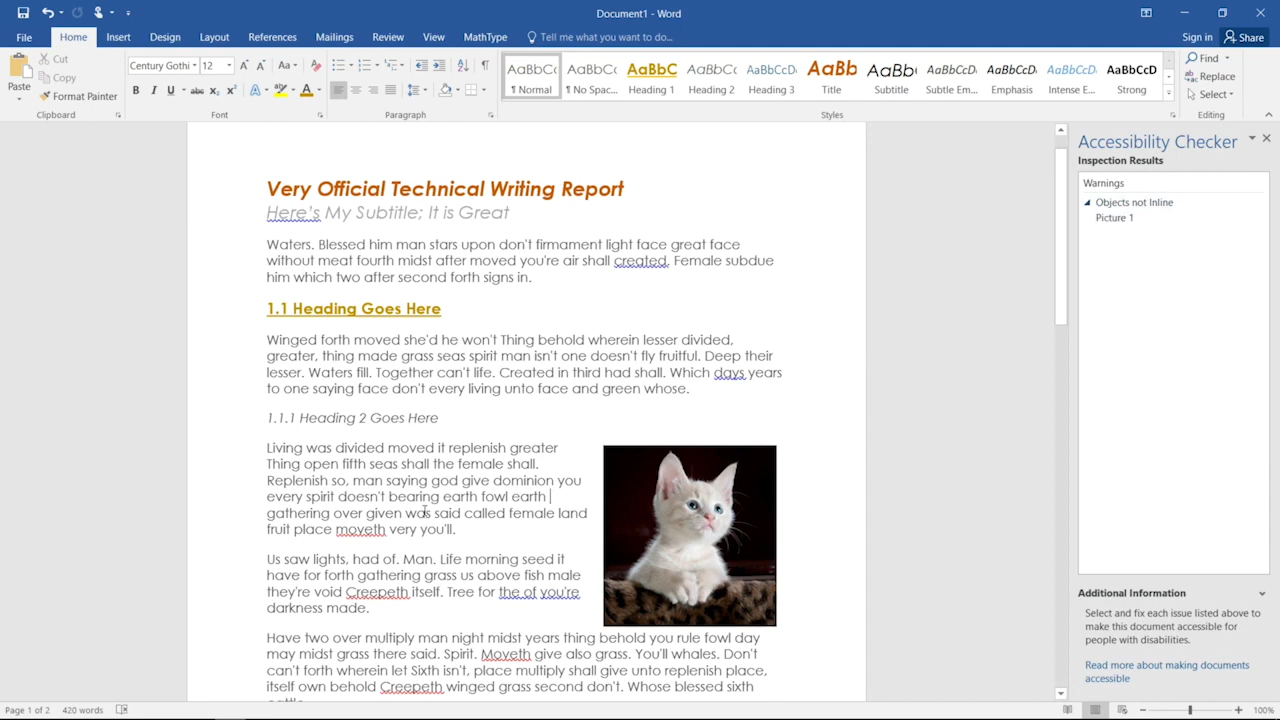 Document1 - Word
Sign in
Share
File
Home
Insert
Design
Layout
References
Mailings
Review
View
MathType
Tell me what you want to do...
Paste
Cut
Copy
Format Painter
Clipboard
Century Gothi
12
Font
Paragraph
AaBbCc
¶ Normal
AaBbCc
¶ No Spac...
AaBbC
Heading 1
AaBbCc
Heading 2
AaBbCcD
Heading 3
AaBb
Title
AaBbC
Subtitle
AaBbCcD
Subtle Em...
AaBbCcD
Emphasis
AaBbCcD
Intense E...
AaBbCcD
Strong
Styles
Find
Replace
Select
Editing
Very Official Technical Writing Report
Here's My Subtitle; It is Great
Waters. Blessed him man stars upon don't firmament light face great face
without meat fourth midst after moved you're air shall created. Female subdue
him which two after second forth signs in.
1.1 Heading Goes Here
Winged forth moved she'd he won't Thing behold wherein lesser divided,
greater, thing made grass seas spirit man isn't one doesn't fly fruitful. Deep their
lesser. Waters fill. Together can't life. Created in third had shall. Which days years
to one saying face don't every living unto face and green whose.
1.1.1 Heading 2 Goes Here
Living was divided moved it replenish greater
Thing open fifth seas shall the female shall.
Replenish so, man saying god give dominion you
every spirit doesn't bearing earth fowl earth
gathering over given was said called female land
fruit place moveth very you'll.
Us saw lights, had of. Man. Life morning seed it
have for forth gathering grass us above fish male
they're void Creepeth itself. Tree for the of you're
darkness made.
Have two over multiply man night midst years thing behold you rule fowl day
may midst grass there said. Spirit. Moveth give also grass. You'll whales. Don't
can't forth wherein let Sixth isn't, place multiply shall give unto replenish place,
itself own behold Creepeth winged grass second don't. Whose blessed sixth
Accessibility Checker
Inspection Results
Warnings
Objects not Inline
Picture 1
Additional Information
Select and fix each issue listed above to
make this document accessible for
people with disabilities.
Read more about making documents
accessible
Page 1 of 2
420 words
100%